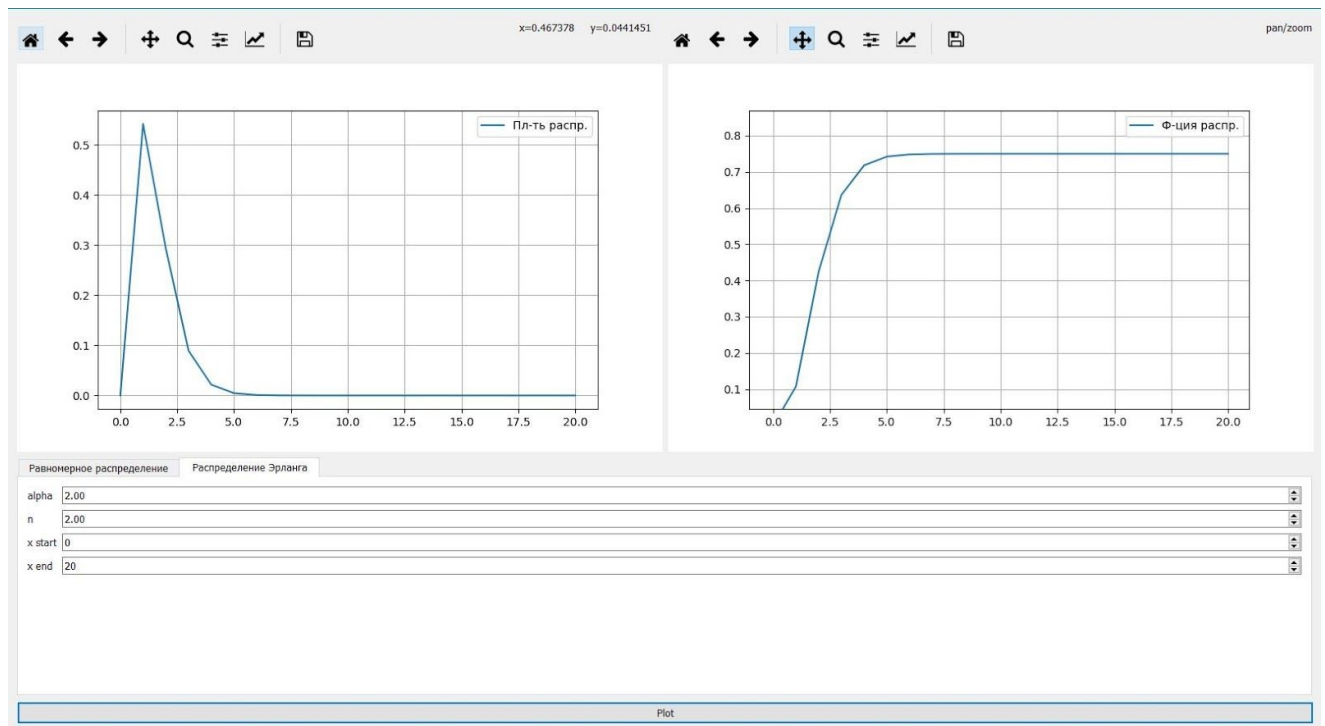 x=0.467378 y=0.0441451
pan/zoom
Пл-ть распр.
0.5
0.4
0.3
0.2
0.1
0.0
0.0 2.5 5.0 7.5 10.0 12.5 15.0 17.5 20.0
Ф-ция распр.
0.8
0.7
0.6
0.5
0.4
0.3
0.2
0.1
0.0 2.5 5.0 7.5 10.0 12.5 15.0 17.5 20.0
Равномерное распределение Распределение Эрланга
alpha 2.00
n 2.00
x start 0
x end 20
Plot